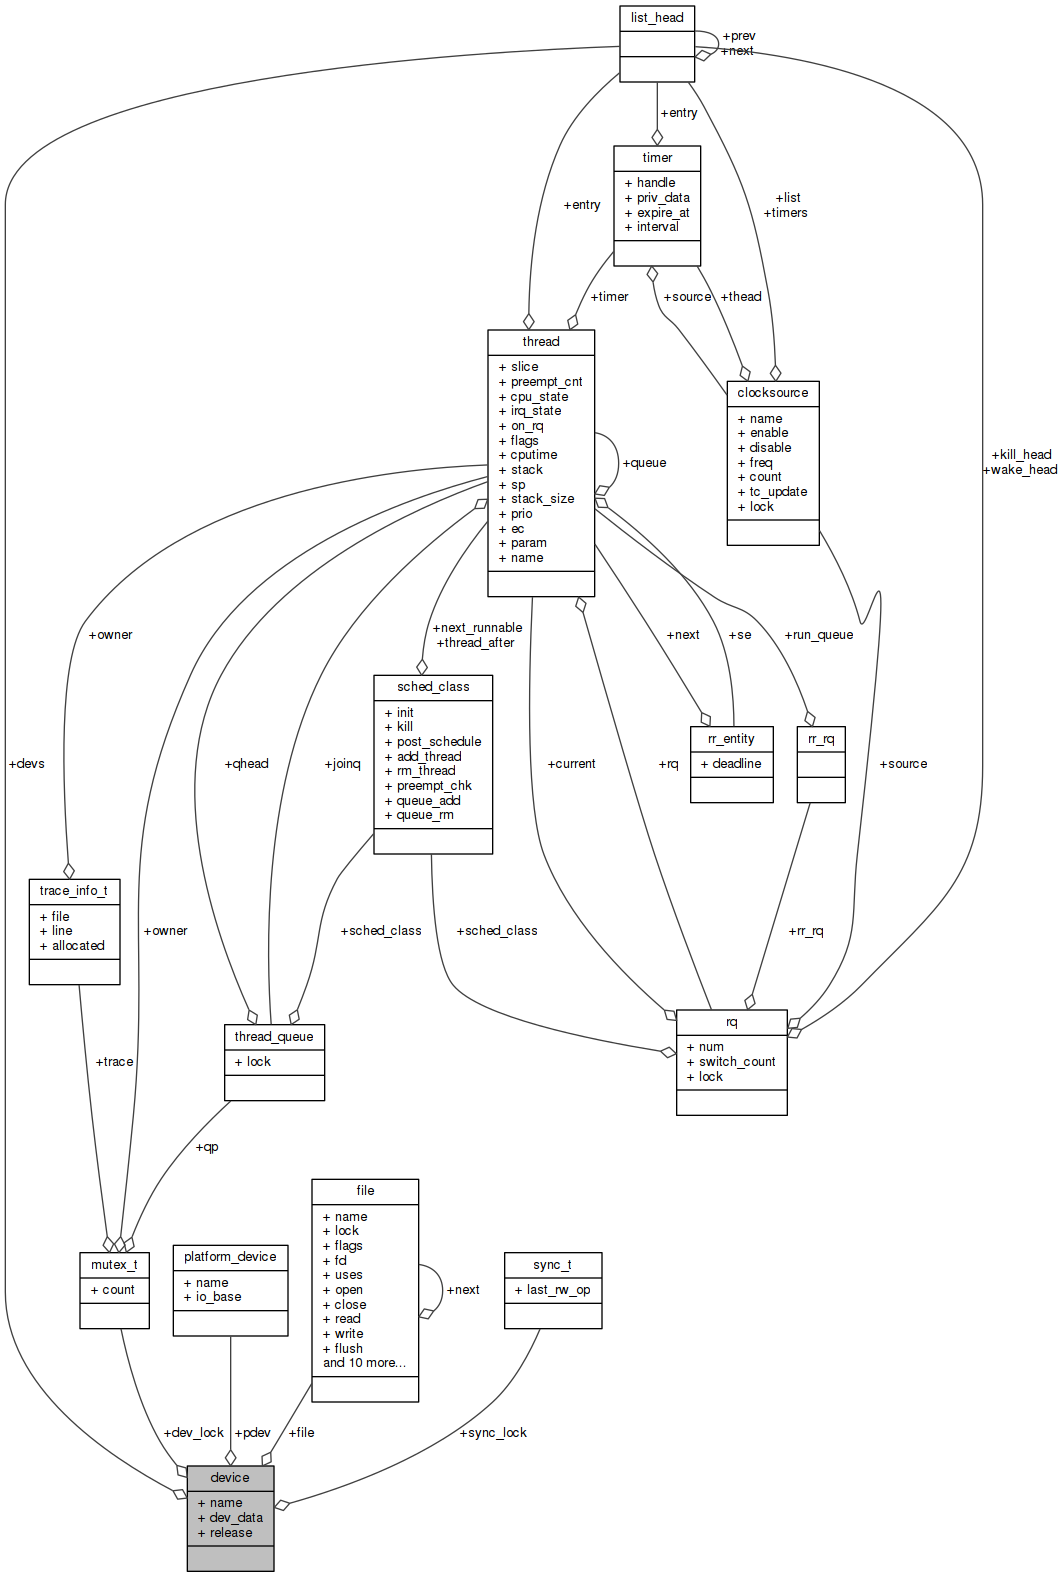 list_head
+prev
+next
+entry
timer
+ handle
+ priv_data
+ expire_at
+ interval
+list
+timers
+entry
+timer
+source
+thead
thread
+ slice
+ preempt_cnt
+ cpu_state
+ irq_state
+ on_rq
+ flags
+ cputime
+ stack
+ sp
+ stack_size
+ prio
+ ec
+ param
+ name
+queue
clocksource
+ name
+ enable
+ disable
+ freq
+ count
+ tc_update
+ lock
+kill_head
+wake_head
+owner
+next_runnable
+thread_after
+next
+se
+run_queue
sched_class
+ init
+ kill
+ post_schedule
+ add_thread
+ rm_thread
+ preempt_chk
+ queue_add
+ queue_rm
rr_entity
+ deadline
rr_rq
+devs
+qhead
+joinq
+current
+rq
+source
trace_info_t
+ file
+ line
+ allocated
+owner
+sched_class
+sched_class
+rr_rq
thread_queue
+ lock
rq
+ num
+ switch_count
+ lock
+trace
+qp
file
+ name
+ lock
+ flags
+ fd
+ uses
+ open
+ close
+ read
+ write
+ flush
and 10 more...
+next
mutex_t
+ count
platform_device
+ name
+ io_base
sync_t
+ last_rw_op
+dev_lock
+pdev
+file
+sync_lock
device
+ name
+ dev_data
+ release